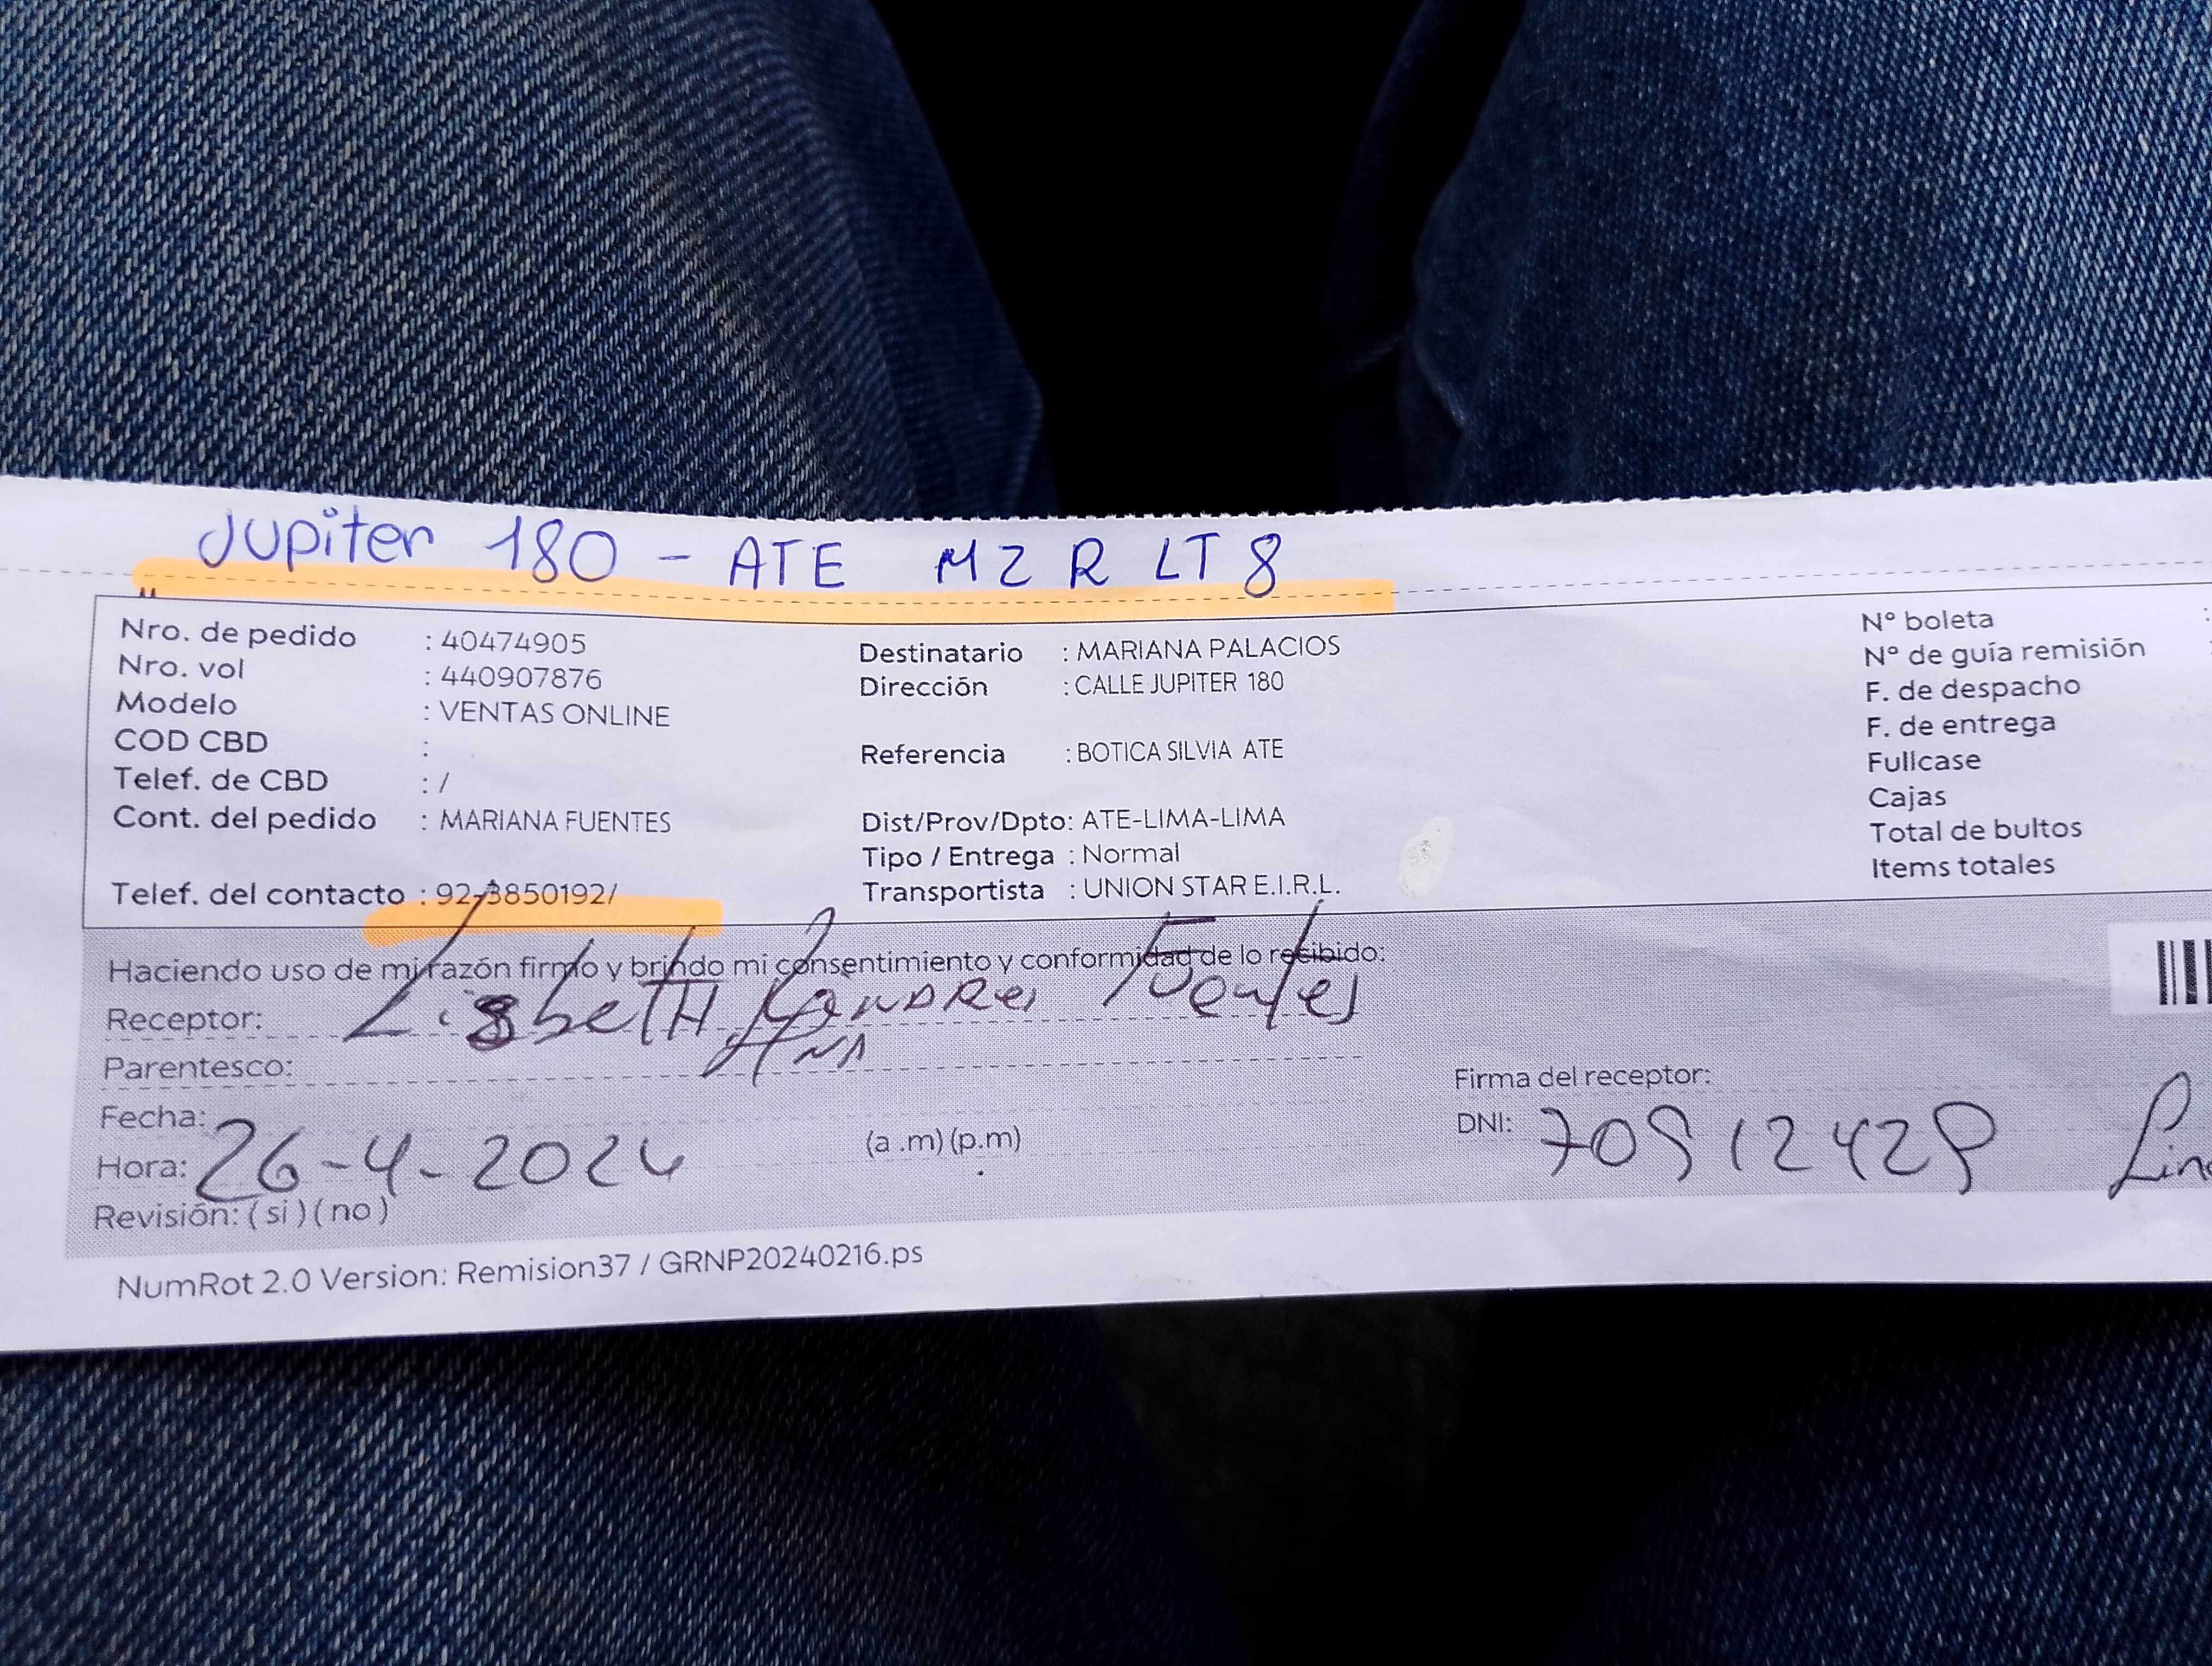 Jupiter 180 - ATE MZ R LT 8
Nro. de pedido : 40474905
Nro. vol : 440907876
Modelo : VENTAS ONLINE
COD CBD :
Telef. de CBD : /
Cont. del pedido : MARIANA FUENTES
Telef. del contacto : 92-3850192/
Destinatario : MARIANA PALACIOS
Dirección : CALLE JUPITER 180
Referencia : BOTICA SILVIA ATE
Dist/Prov/Dpto: ATE-LIMA-LIMA
Tipo / Entrega : Normal
Transportista : UNION STAR E.I.R.L.
N° boleta :
N° de guía remisión :
F. de despacho
F. de entrega
Fullcase
Cajas
Total de bultos
Items totales
Haciendo uso de mi razón firmo y brindo mi consentimiento y conformidad de lo recibido:
Receptor: Lisbeth Fuentes
Parentesco:
Fecha: 26-4-2024
Hora: (a .m) (p.m)
Revisión: ( si ) ( no )
Firma del receptor:
DNI:
NumRot 2.0 Version: Remision37 / GRNP20240216.ps